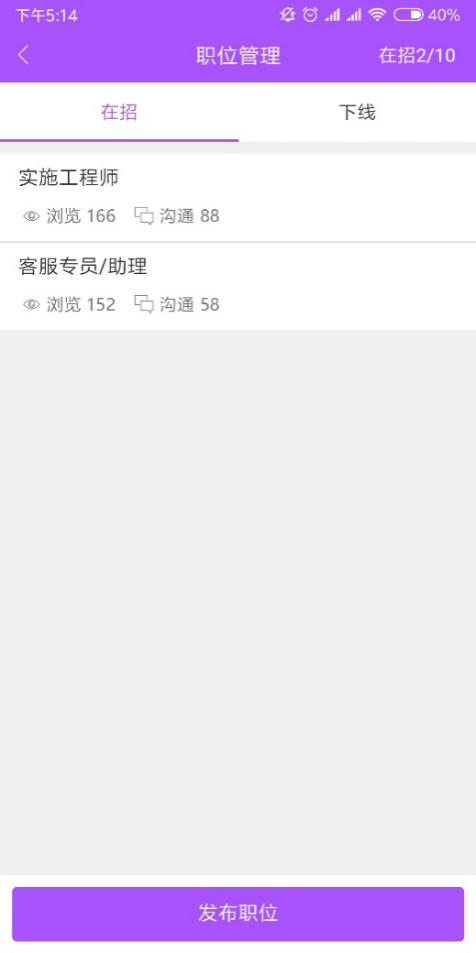 下午5:14 40%
职位管理 在招2/10
在招 下线
实施工程师
浏览 166 沟通 88
客服专员/助理
浏览 152 沟通 58
发布职位